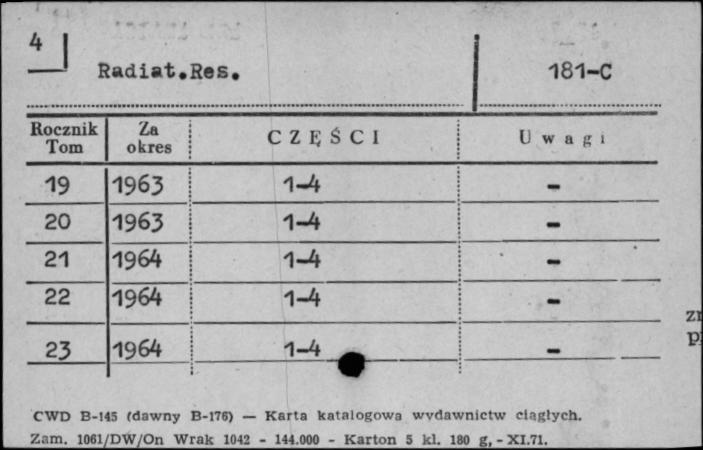 4
Radiat.Res. 181-C
Rocznik Tom Za okres CZĘŚCI Uwagi
19 1963 1-4 -
20 1963 1-4 -
21 1964 1-4 -
22 1964 1-4 -
23 1964 1-4 -
CWD B-145 (dawny B-176) — Karta katalogowa wydawnictw ciągłych.
Zam. 1061/DW/On Wrak 1042 - 144.000 - Karton 5 kl. 180 g, - XI.71.